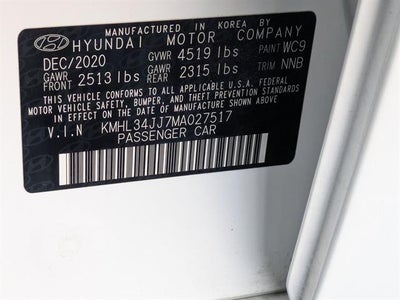 MANUFACTURED IN KOREA BY
HYUNDAI MOTOR COMPANY
DEC/2020 GVWR 4519 lbs PAINT WC9
GAWR FRONT 2513 lbs GAWR REAR 2315 lbs TRIM NNB
THIS VEHICLE CONFORMS TO ALL APPLICABLE U.S. FEDERAL
MOTOR VEHICLE SAFETY, BUMPER, AND THEFT PREVENTION STANDARDS
IN EFFECT ON THE DATE OF MANUFACTURE SHOWN ABOVE.
V.I.N KMHL34JJ7MA027517
PASSENGER CAR